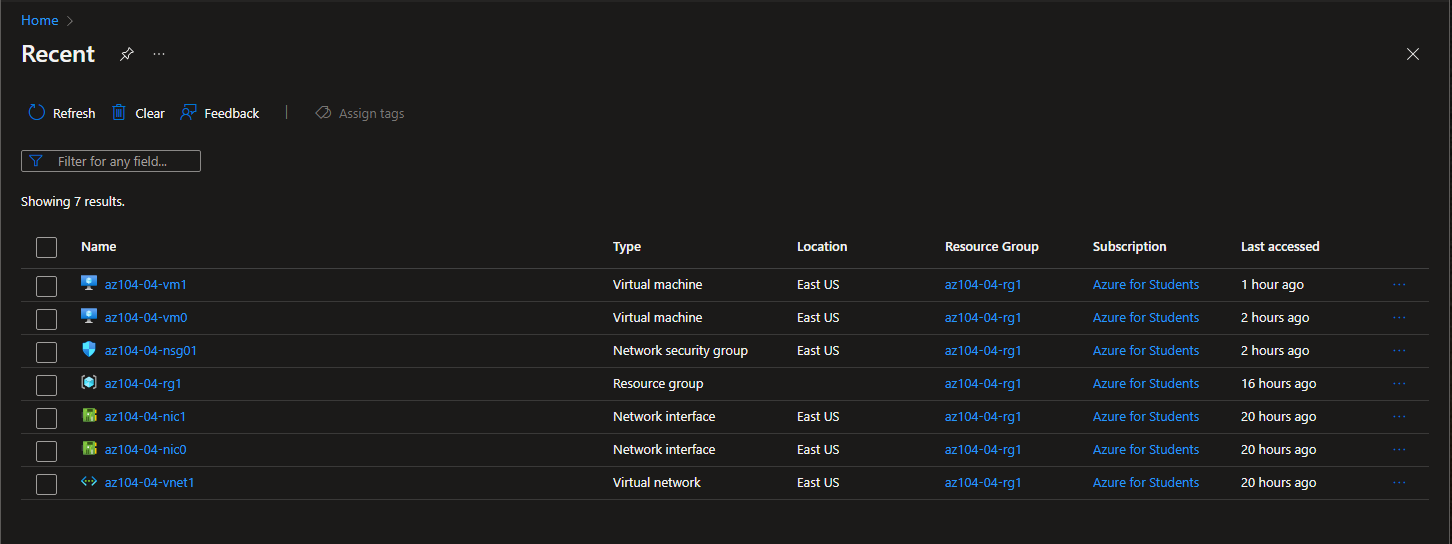 Home >
Recent ...
Refresh Clear Feedback | Assign tags
Filter for any field...
Showing 7 results.
Name Type Location Resource Group Subscription Last accessed
az104-04-vm1 Virtual machine East US az104-04-rg1 Azure for Students 1 hour ago ...
az104-04-vm0 Virtual machine East US az104-04-rg1 Azure for Students 2 hours ago ...
az104-04-nsg01 Network security group East US az104-04-rg1 Azure for Students 2 hours ago ...
az104-04-rg1 Resource group az104-04-rg1 Azure for Students 16 hours ago ...
az104-04-nic1 Network interface East US az104-04-rg1 Azure for Students 20 hours ago ...
az104-04-nic0 Network interface East US az104-04-rg1 Azure for Students 20 hours ago ...
az104-04-vnet1 Virtual network East US az104-04-rg1 Azure for Students 20 hours ago ...